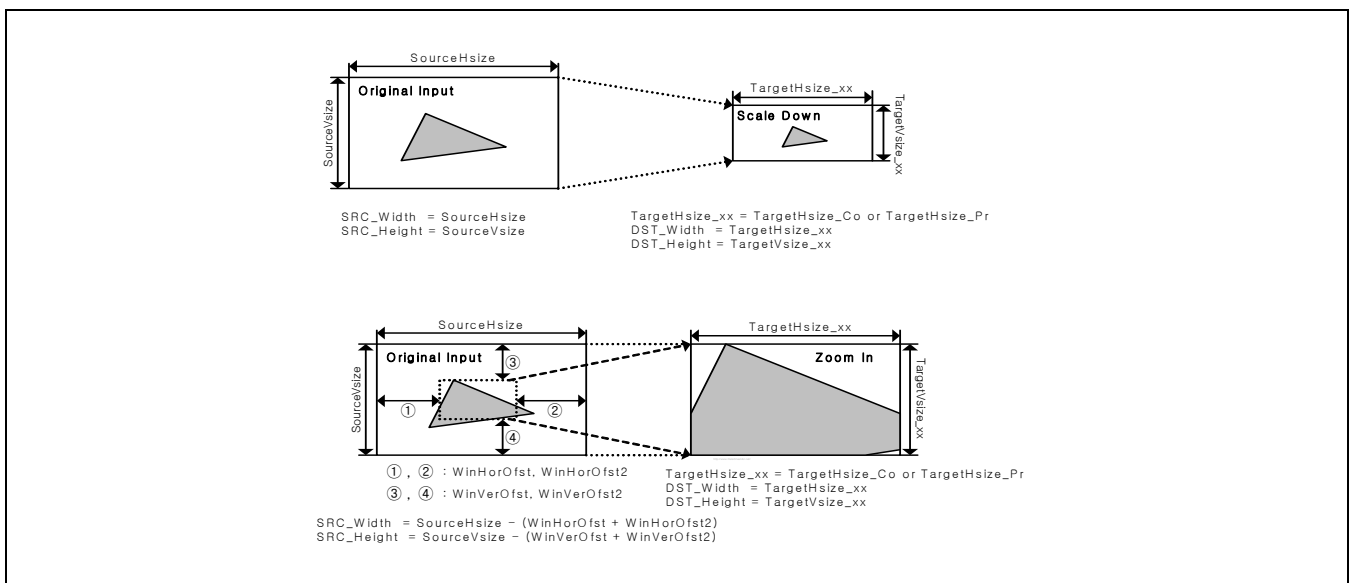 SourceHsize
Original Input
SourceVsize
TargetHsize_xx
Scale Down
TargetVsize_xx
SRC_Width = SourceHsize
SRC_Height = SourceVsize
TargetHsize_xx = TargetHsize_Co or TargetHsize_Pr
DST_Width = TargetHsize_xx
DST_Height = TargetVsize_xx
SourceHsize
Original Input
SourceVsize
③
①
②
④
TargetHsize_xx
Zoom In
TargetVsize_xx
①, ② : WinHorOfst, WinHorOfst2
③, ④ : WinVerOfst, WinVerOfst2
SRC_Width = SourceHsize - (WinHorOfst + WinHorOfst2)
SRC_Height = SourceVsize - (WinVerOfst + WinVerOfst2)
TargetHsize_xx = TargetHsize_Co or TargetHsize_Pr
DST_Width = TargetHsize_xx
DST_Height = TargetVsize_xx